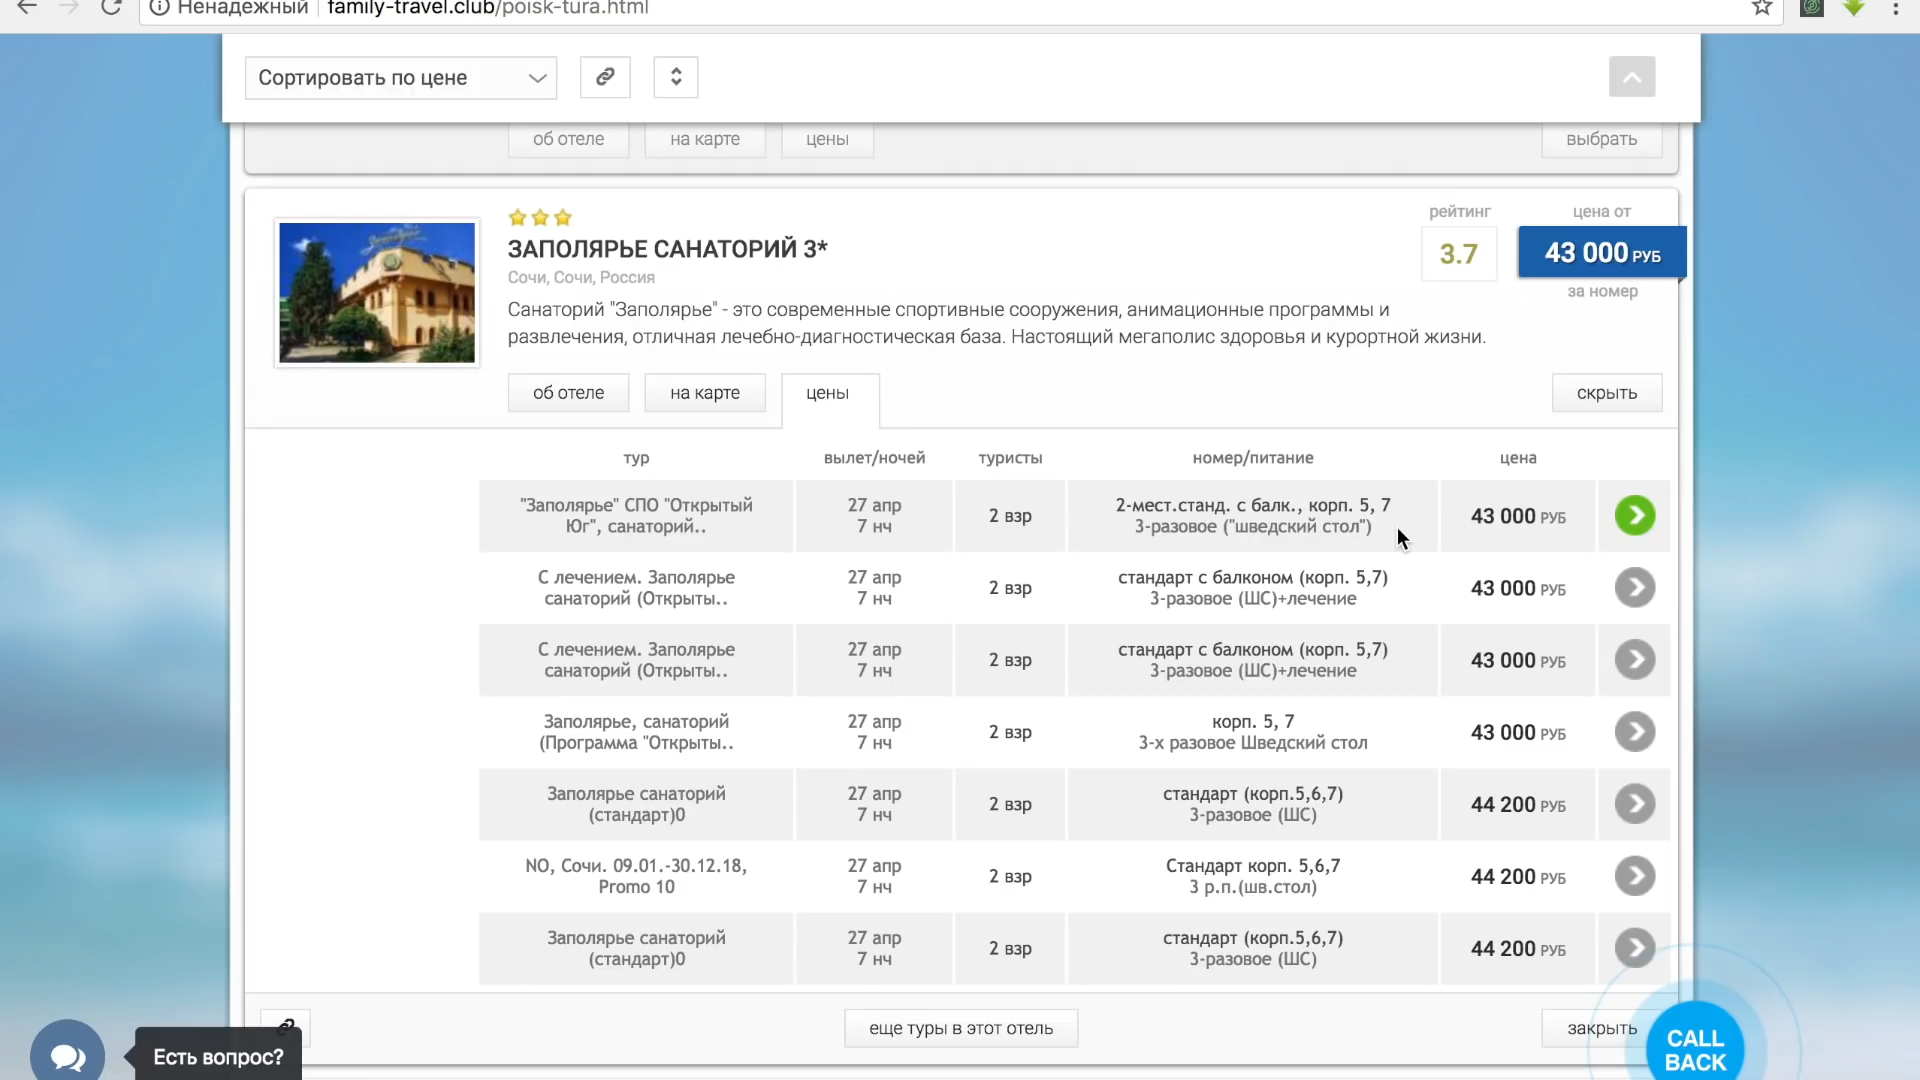 Ненадежный
family-travel.club/poisk-tura.html
Сортировать по цене
об отеле
на карте
цены
выбрать
ЗАПОЛЯРЬЕ САНАТОРИЙ 3*
Сочи, Сочи, Россия
рейтинг
3.7
цена от
43 000 РУБ
за номер
Санаторий "Заполярье" - это современные спортивные сооружения, анимационные программы и
развлечения, отличная лечебно-диагностическая база. Настоящий мегаполис здоровья и курортной жизни.
об отеле
на карте
цены
скрыть
тур
вылет/ночей
туристы
номер/питание
цена
"Заполярье" СПО "Открытый
Юг", санаторий..
27 апр
7 нч
2 взр
2-мест.станд. с балк., корп. 5, 7
3-разовое ("шведский стол")
43 000 РУБ
С лечением. Заполярье
санаторий (Открыты..
27 апр
7 нч
2 взр
стандарт с балконом (корп. 5,7)
3-разовое (ШС)+лечение
43 000 РУБ
С лечением. Заполярье
санаторий (Открыты..
27 апр
7 нч
2 взр
стандарт с балконом (корп. 5,7)
3-разовое (ШС)+лечение
43 000 РУБ
Заполярье, санаторий
(Программа "Открыты..
27 апр
7 нч
2 взр
корп. 5, 7
3-х разовое Шведский стол
43 000 РУБ
Заполярье санаторий
(стандарт)0
27 апр
7 нч
2 взр
стандарт (корп.5,6,7)
3-разовое (ШС)
44 200 РУБ
NO, Сочи. 09.01.-30.12.18,
Promo 10
27 апр
7 нч
2 взр
Стандарт корп. 5,6,7
3 р.п.(шв.стол)
44 200 РУБ
Заполярье санаторий
(стандарт)0
27 апр
7 нч
2 взр
стандарт (корп.5,6,7)
3-разовое (ШС)
44 200 РУБ
еще туры в этот отель
закрыть
Есть вопрос?
CALL
BACK